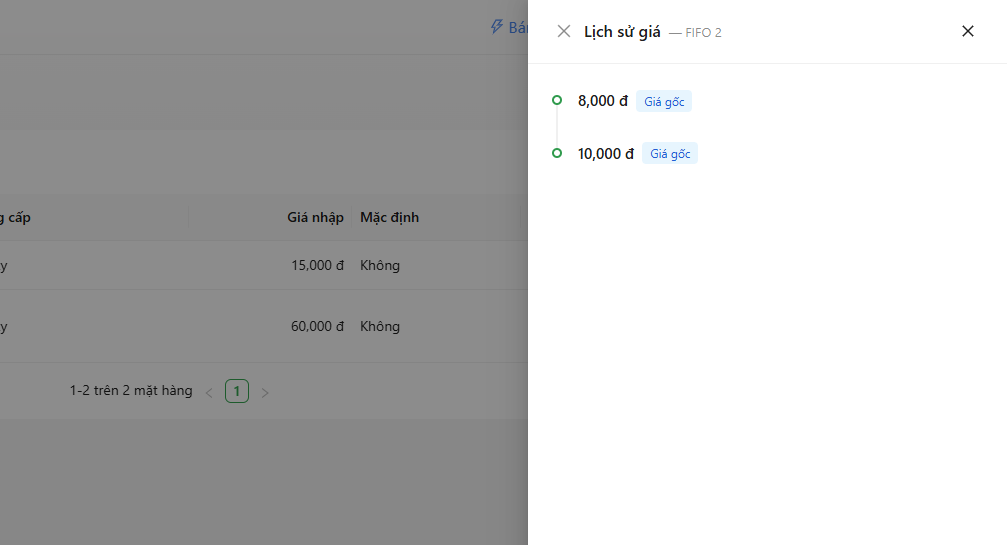 Lịch sử giá — FIFO 2
8,000 đ Giá gốc
10,000 đ Giá gốc
cấp Giá nhập Mặc định
15,000 đ Không
60,000 đ Không
1-2 trên 2 mặt hàng
1